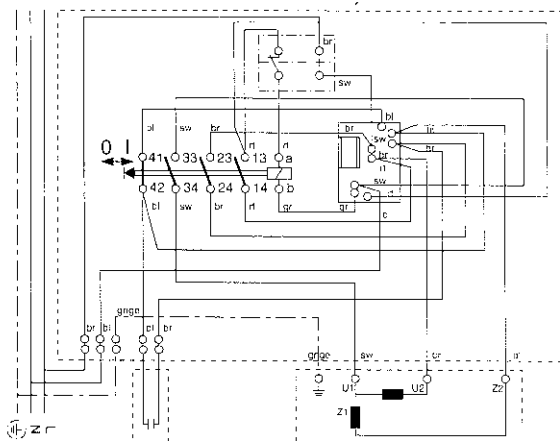 br
sw
bl
br
sw
bl sw br rt rt
br
br
rt
0 I 41 33 23 13 a
sw
42 34 24 14 b
rt
bl sw br rt gr gr
gnge
br bl bl br
gnge sw br bl
U1 U2 Z2
Z1
N L